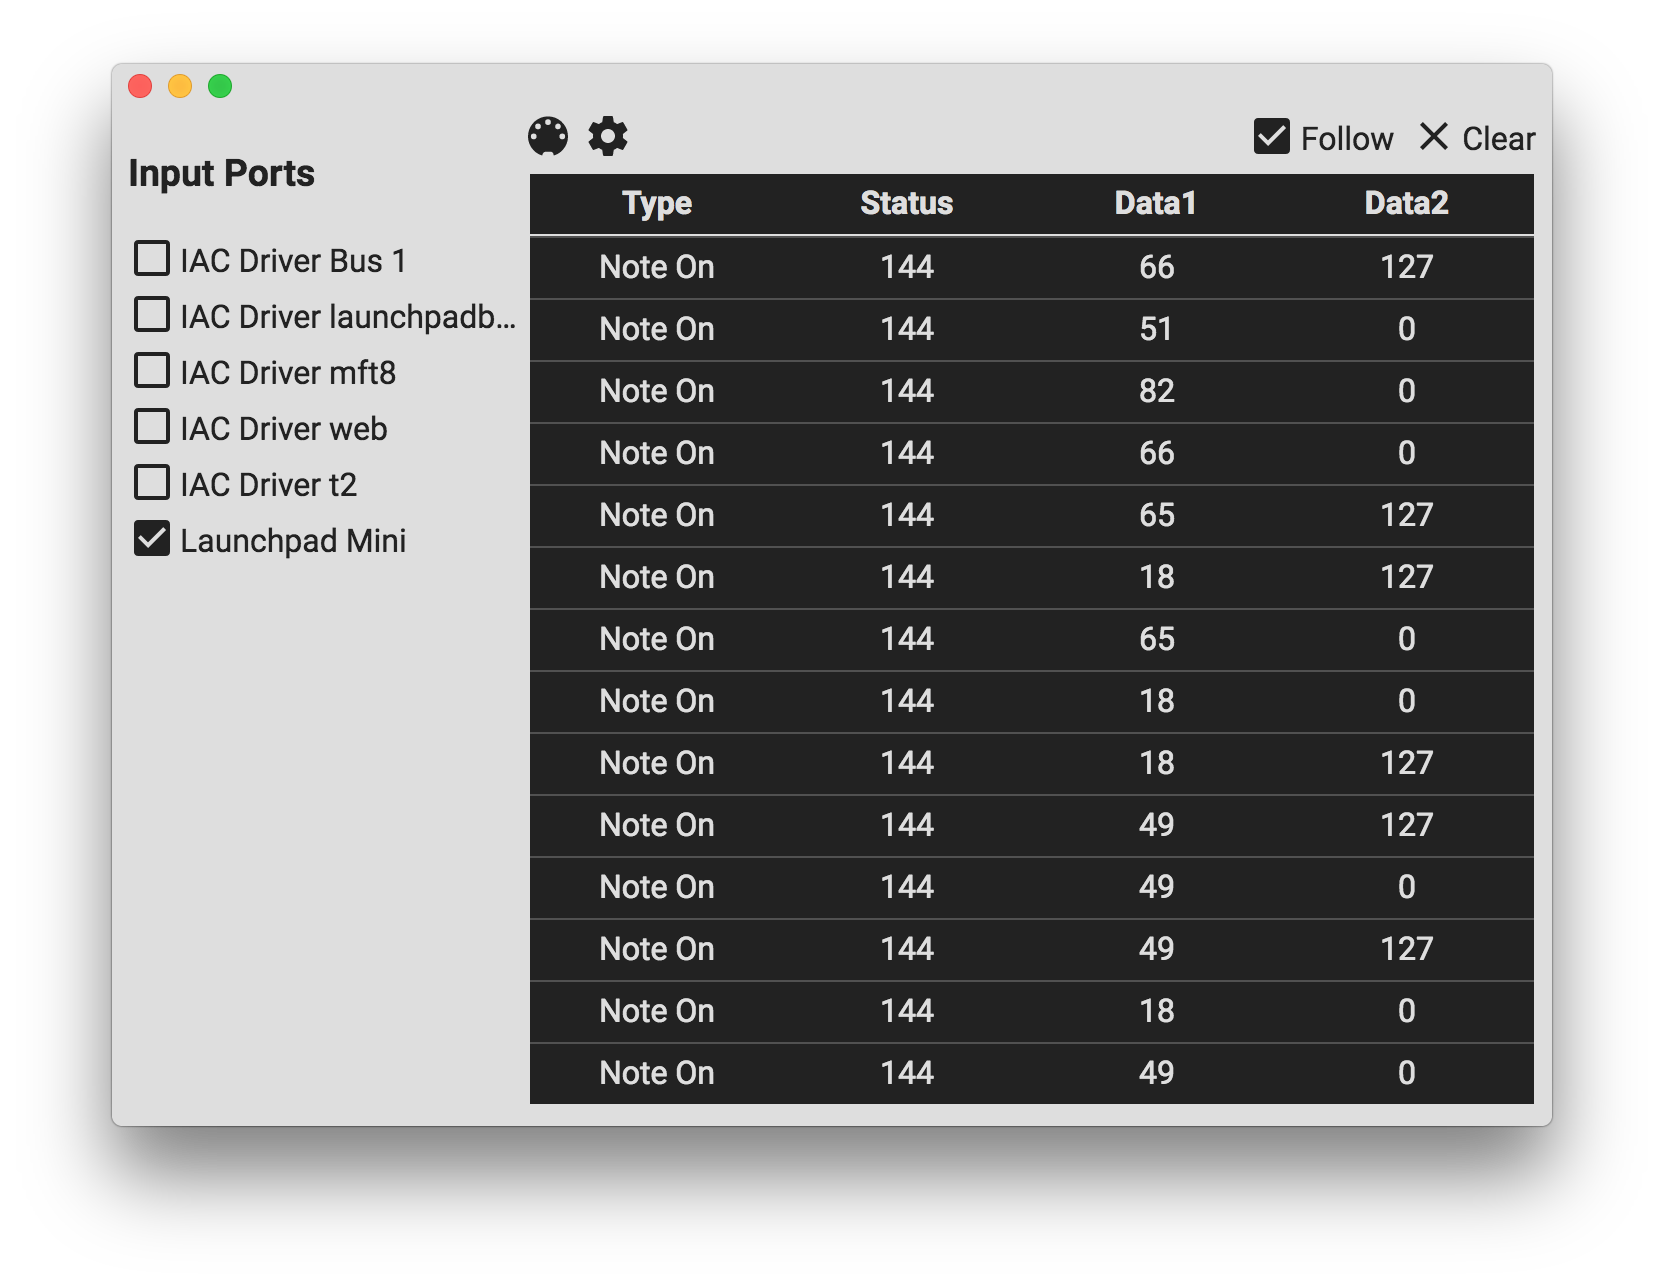 Follow Clear
Input Ports
IAC Driver Bus 1
IAC Driver launchpadb...
IAC Driver mft8
IAC Driver web
IAC Driver t2
Launchpad Mini
Type Status Data1 Data2
Note On 144 66 127
Note On 144 51 0
Note On 144 82 0
Note On 144 66 0
Note On 144 65 127
Note On 144 18 127
Note On 144 65 0
Note On 144 18 0
Note On 144 18 127
Note On 144 49 127
Note On 144 49 0
Note On 144 49 127
Note On 144 18 0
Note On 144 49 0